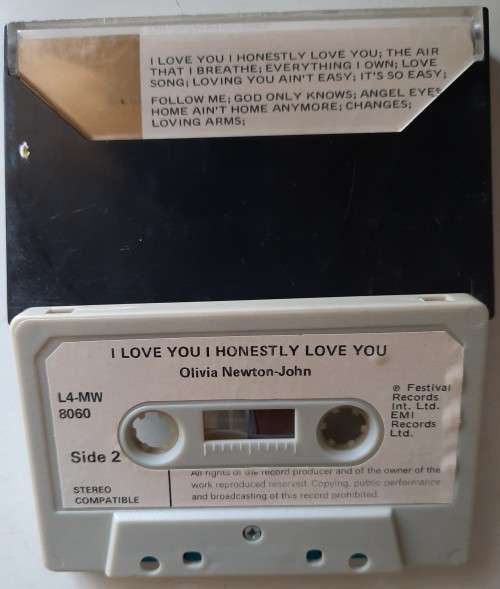 I LOVE YOU I HONESTLY LOVE YOU; THE AIR
THAT I BREATHE; EVERYTHING I OWN; LOVE
SONG; LOVING YOU AIN'T EASY; IT'S SO EASY;
FOLLOW ME; GOD ONLY KNOWS; ANGEL EYES
HOME AIN'T HOME ANYMORE; CHANGES;
LOVING ARMS;
I LOVE YOU I HONESTLY LOVE YOU
Olivia Newton-John
L4-MW
8060
℗ Festival
Records
Int. Ltd.
EMI
Records
Ltd.
Side 2
STEREO
COMPATIBLE
All rights of the record producer and of the owner of the
work reproduced reserved. Copying, public performance
and broadcasting of this record prohibited.